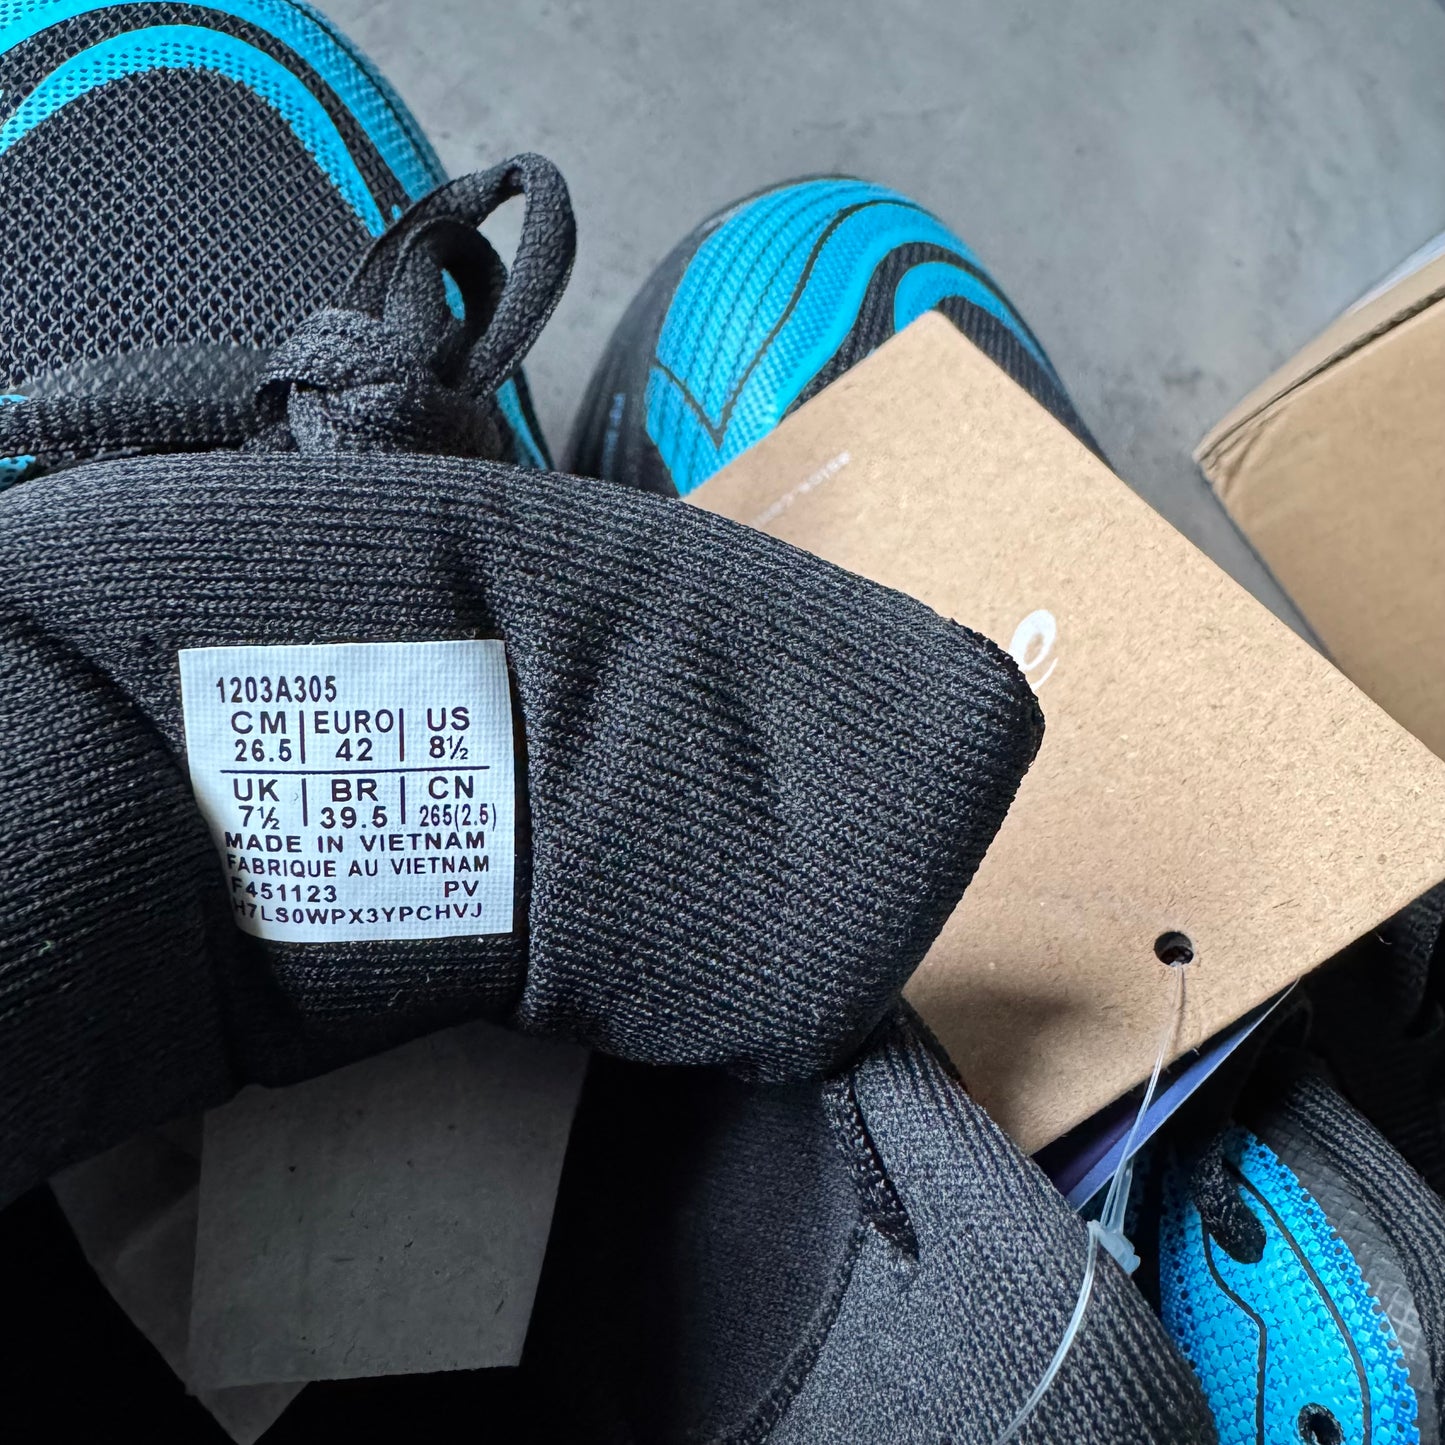 1203A305
CM | EURO | US
26.5 | 42 | 8½
UK | BR | CN
7½ | 39.5 | 265(2.5)
MADE IN VIETNAM
FABRIQUE AU VIETNAM
F451123 PV
H7LS0WPX3YPCHVJ